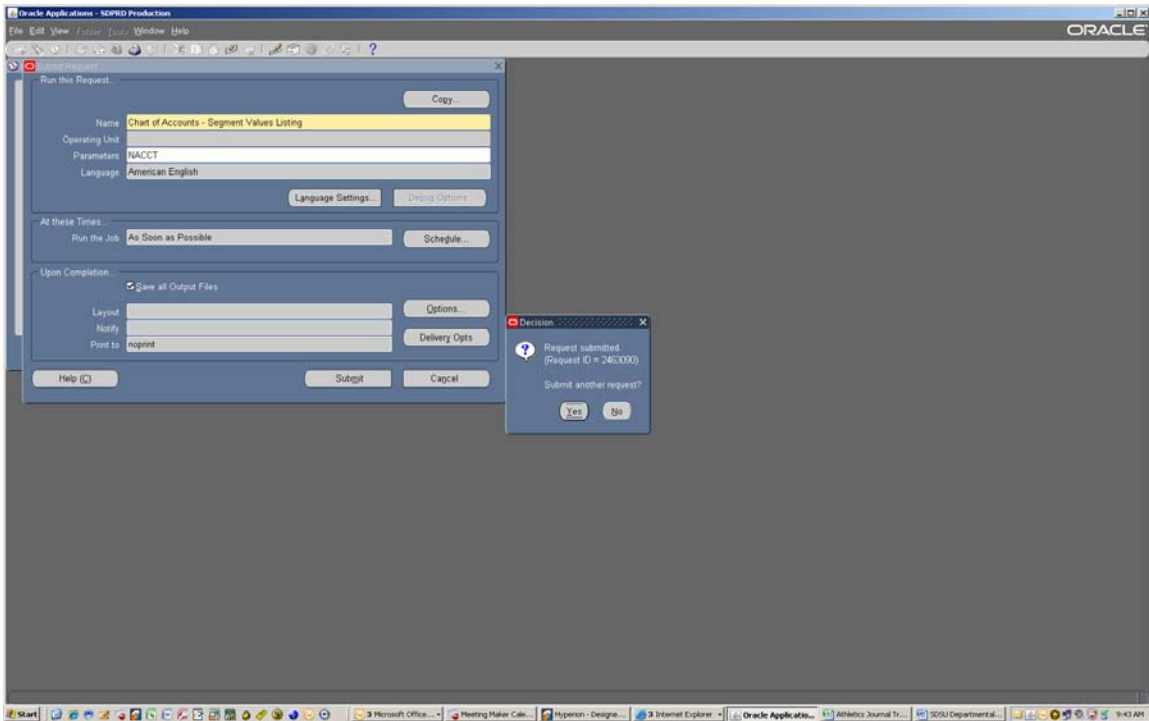 Oracle Applications - SDPRD Production
File Edit View Folder Tools Window Help
ORACLE
Submit Request
Run this Request...
Copy...
Name Chart of Accounts - Segment Values Listing
Operating Unit
Parameters NACCT
Language American English
Language Settings... Debug Options
At these Times...
Run the Job As Soon as Possible Schedule...
Upon Completion...
Save all Output Files
Layout Options...
Notify
Print to noprint Delivery Opts
Help (C) Submit Cancel
Decision
Request submitted.
(Request ID = 2463090)
Submit another request?
Yes No
Start 3 Microsoft Office... Meeting Maker Cale... Hyperion - Designe... 3 Internet Explorer Oracle Applicatio... Athletics Journal Tr... SDSU Departmental... 9:43 AM